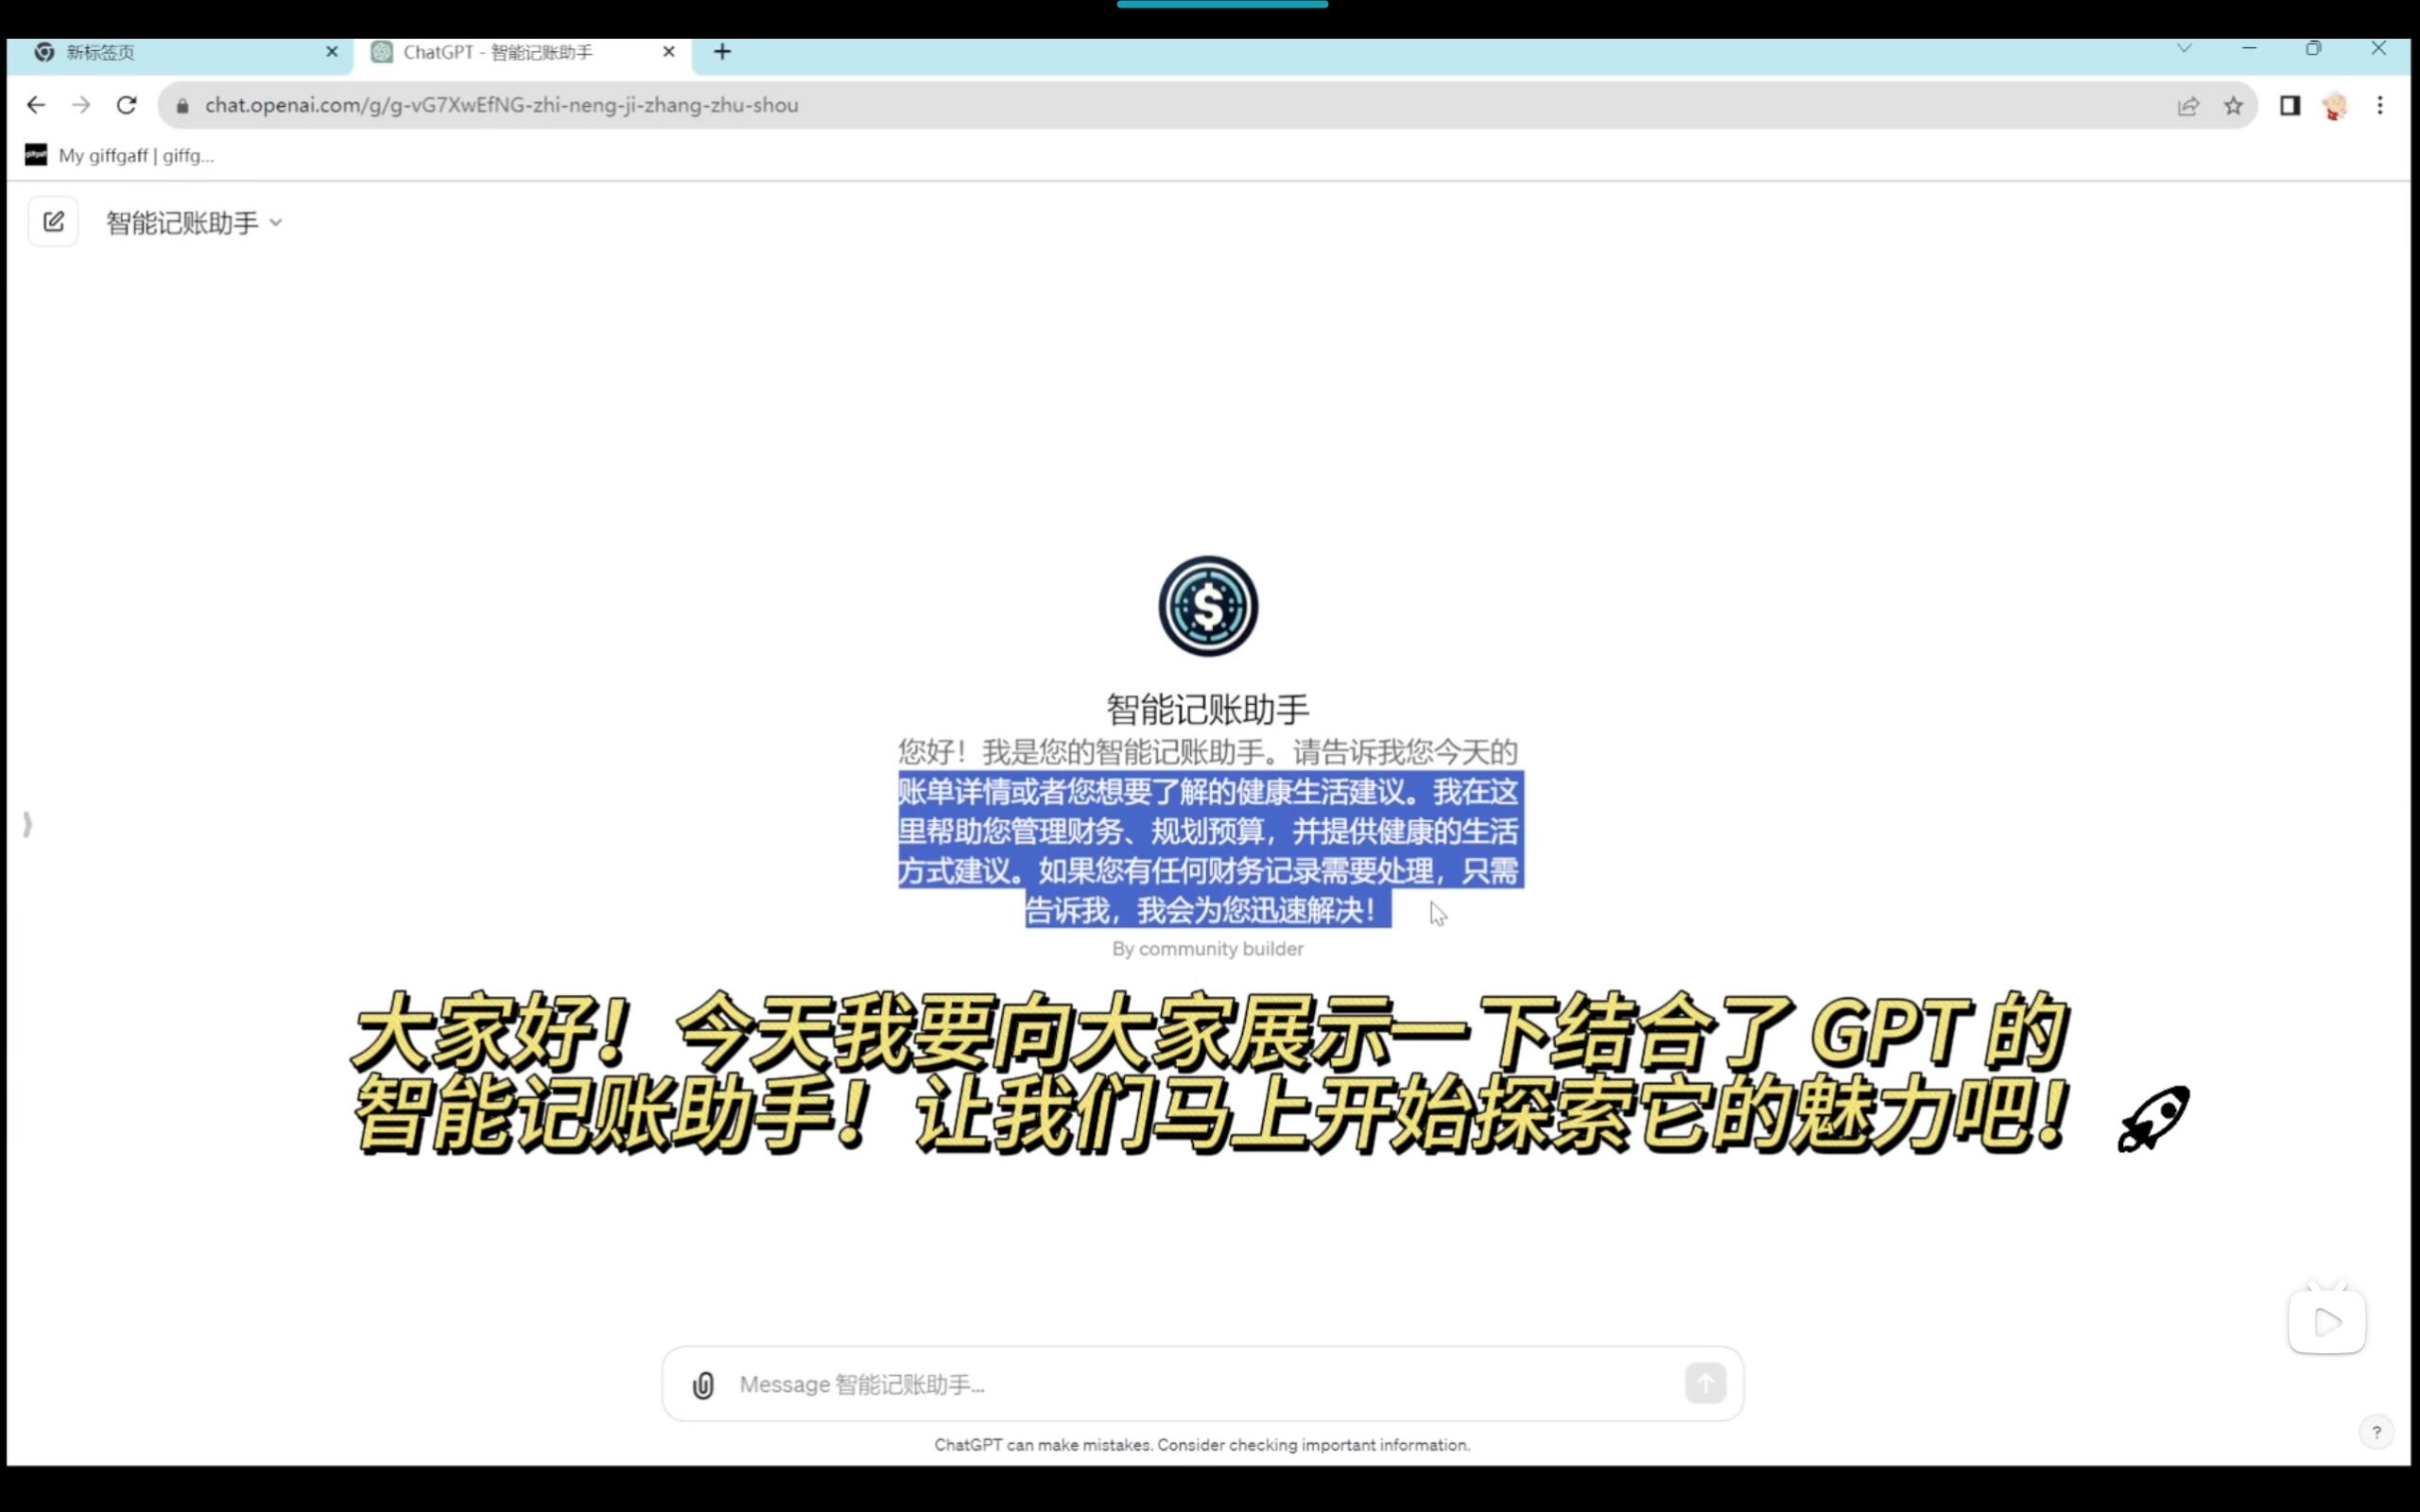 新标签页
ChatGPT - 智能记账助手
chat.openai.com/g/g-vG7XwEfNG-zhi-neng-ji-zhang-zhu-shou
My giffgaff | giffg...
智能记账助手
智能记账助手
您好！我是您的智能记账助手。请告诉我您今天的
账单详情或者您想要了解的健康生活建议。我在这
里帮助您管理财务、规划预算，并提供健康的生活
方式建议。如果您有任何财务记录需要处理，只需
告诉我，我会为您迅速解决！
By community builder
大家好！今天我要向大家展示一下结合了 GPT 的
智能记账助手！让我们马上开始探索它的魅力吧！
Message 智能记账助手...
ChatGPT can make mistakes. Consider checking important information.
?